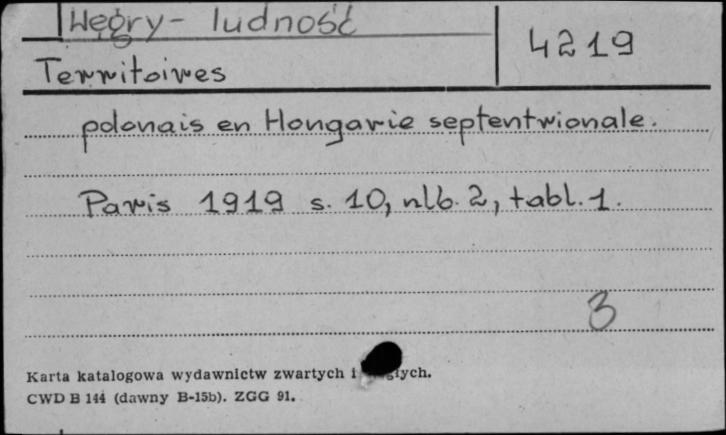 Węgry - ludność
4219
Territoires
polonais en Hongarie septentrionale.
Paris 1919 s. 10, nlb. 2, tabl. 1.
3
Karta katalogowa wydawnictw zwartych i
CWD B 144 (dawny B-15b). ZGG 91.